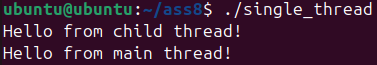 ubuntu@ubuntu:~/ass8$ ./single_thread
Hello from child thread!
Hello from main thread!